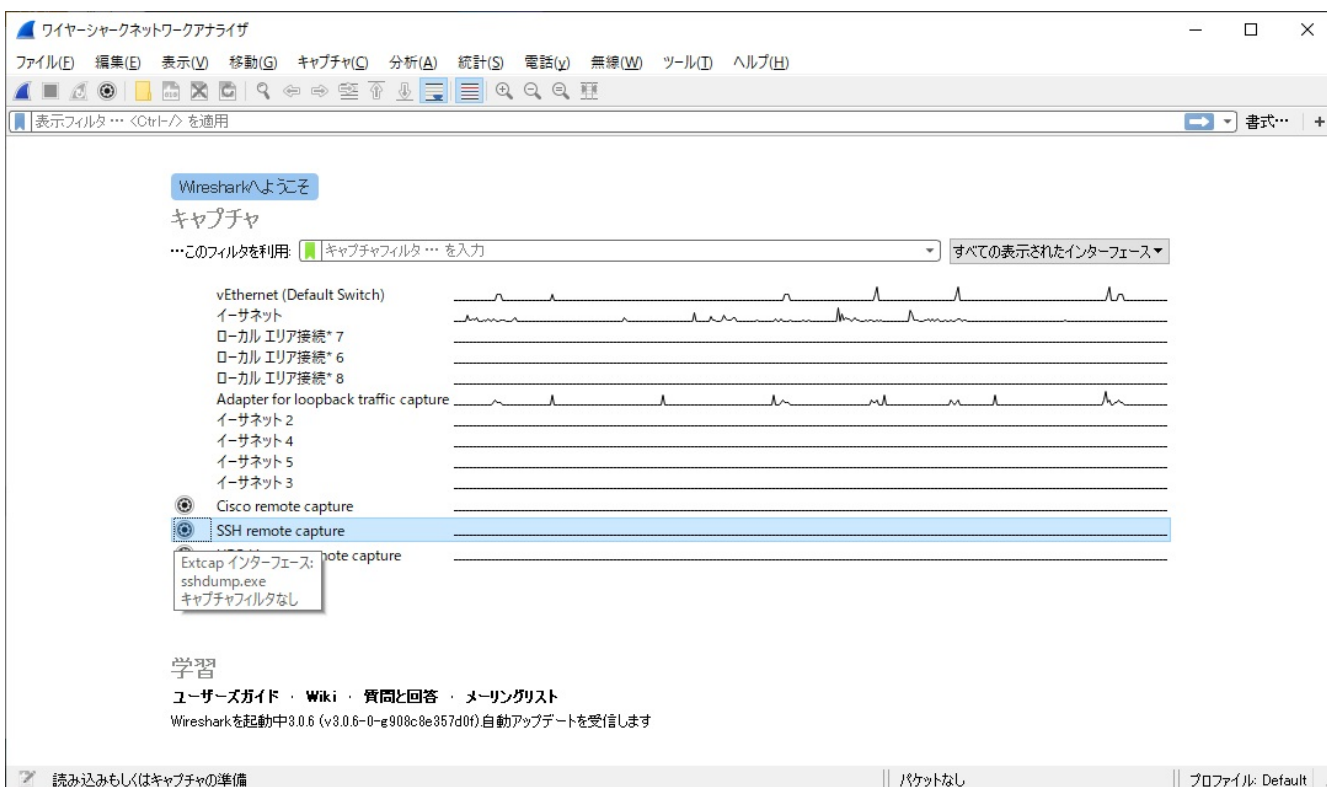 ワイヤーシャークネットワークアナライザ
ファイル(F) 編集(E) 表示(V) 移動(G) キャプチャ(C) 分析(A) 統計(S) 電話(y) 無線(W) ツール(T) ヘルプ(H)
表示フィルタ … <Ctrl-/> を適用 書式… +
Wiresharkへようこそ
キャプチャ
…このフィルタを利用: キャプチャフィルタ … を入力 すべての表示されたインターフェース
vEthernet (Default Switch)
イーサネット
ローカル エリア接続* 7
ローカル エリア接続* 6
ローカル エリア接続* 8
Adapter for loopback traffic capture
イーサネット 2
イーサネット 4
イーサネット 5
イーサネット 3
Cisco remote capture
SSH remote capture
capture
Extcap インターフェース:
sshdump.exe
キャプチャフィルタなし
学習
ユーザーズガイド · Wiki · 質問と回答 · メーリングリスト
Wiresharkを起動中3.0.6 (v3.0.6-0-g908c8e357d0f).自動アップデートを受信します
読み込みもしくはキャプチャの準備 パケットなし プロファイル: Default